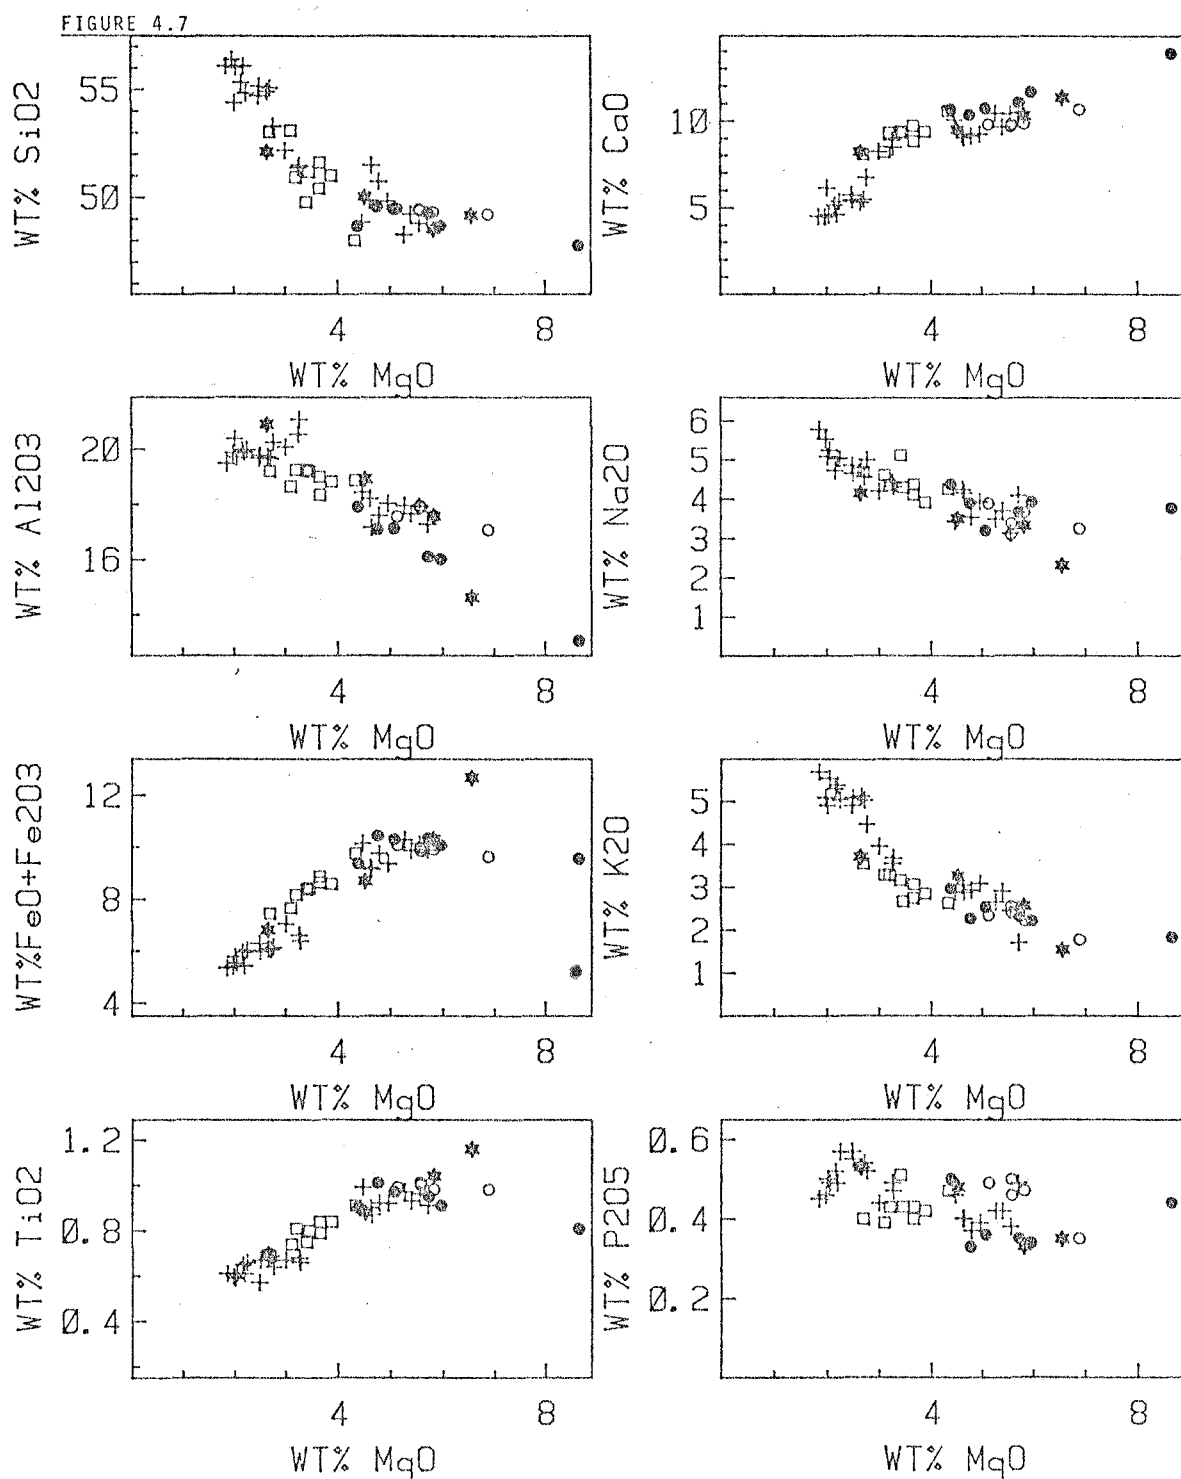 FIGURE 4.7
WT% SiO2
55
50
4 8
WT% MgO
WT% CaO
10
5
4 8
WT% MgO
WT% Al2O3
20
16
4 8
WT% MgO
WT% Na2O
6
5
4
3
2
1
4 8
WT% MgO
WT%FeO+Fe2O3
12
8
4
4 8
WT% MgO
WT% K2O
5
4
3
2
1
4 8
WT% MgO
WT% TiO2
1.2
0.8
0.4
4 8
WT% MgO
WT% P2O5
0.6
0.4
0.2
4 8
WT% MgO